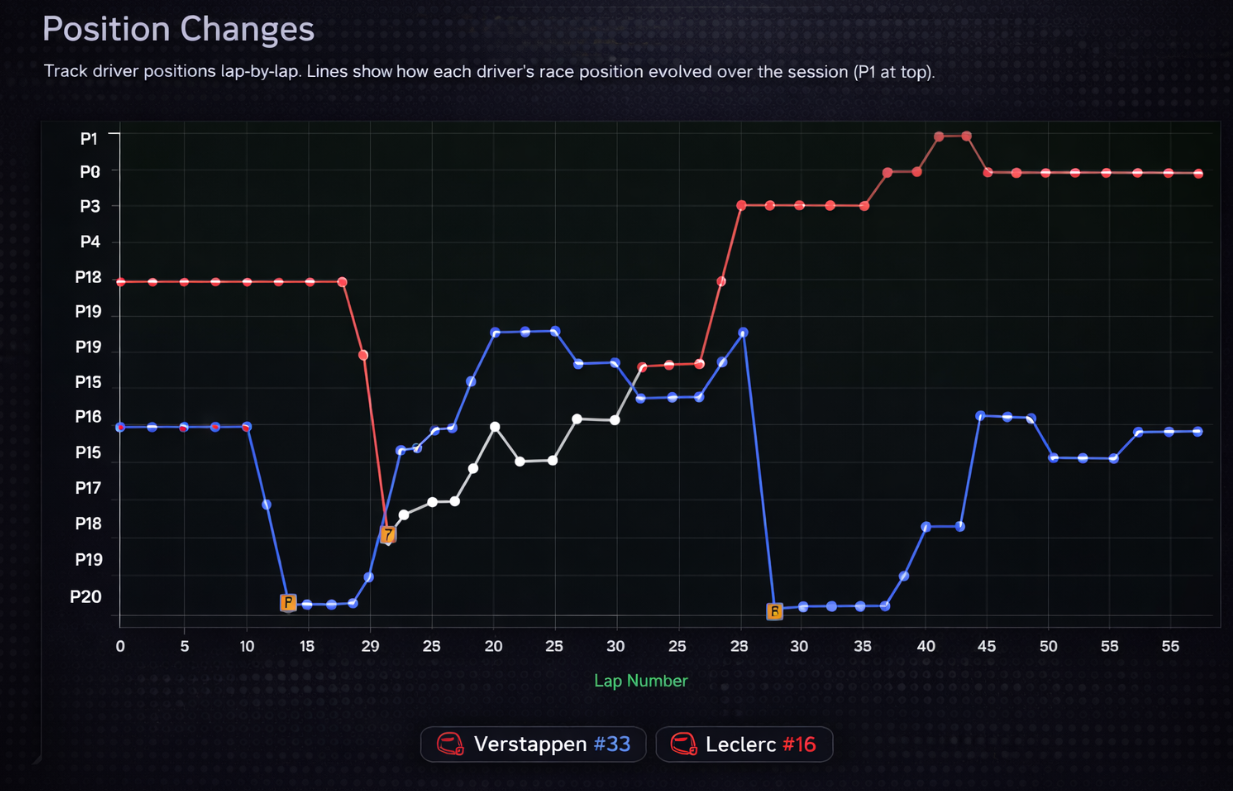 Position Changes
Track driver positions lap-by-lap. Lines show how each driver's race position evolved over the session (P1 at top).
P1
P0
P3
P4
P18
P19
P19
P15
P16
P15
P17
P18
P19
P20
7
P
R
0 5 10 15 29 25 20 25 30 25 25 30 35 40 45 50 55 55
Lap Number
Verstappen #33 Leclerc #16